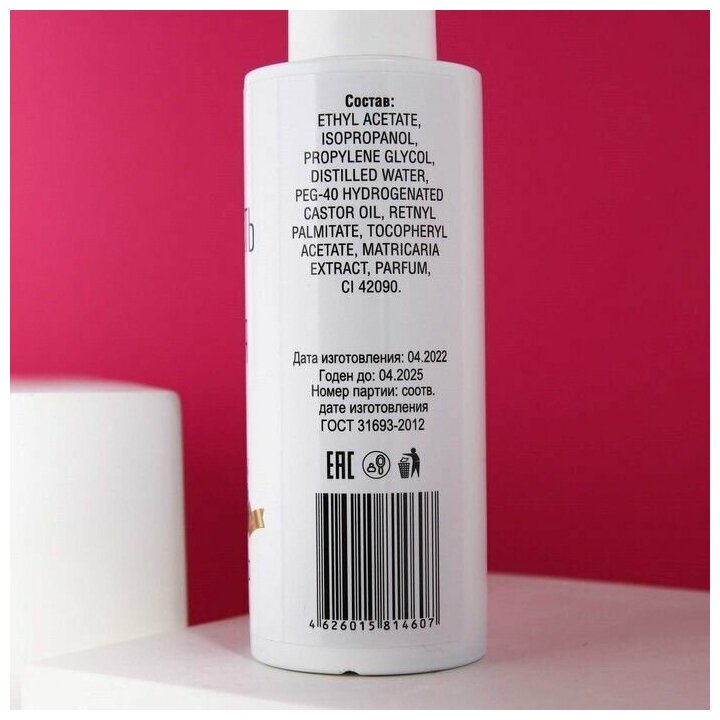 Состав:
ETHYL ACETATE,
ISOPROPANOL,
PROPYLENE GLYCOL,
DISTILLED WATER,
PEG-40 HYDROGENATED
CASTOR OIL, RETNYL
PALMITATE, TOCOPHERYL
ACETATE, MATRICARIA
EXTRACT, PARFUM,
CI 42090.
Дата изготовления: 04.2022
Годен до: 04.2025
Номер партии: соотв.
дате изготовления
ГОСТ 31693-2012
EAC
4 626015 814607